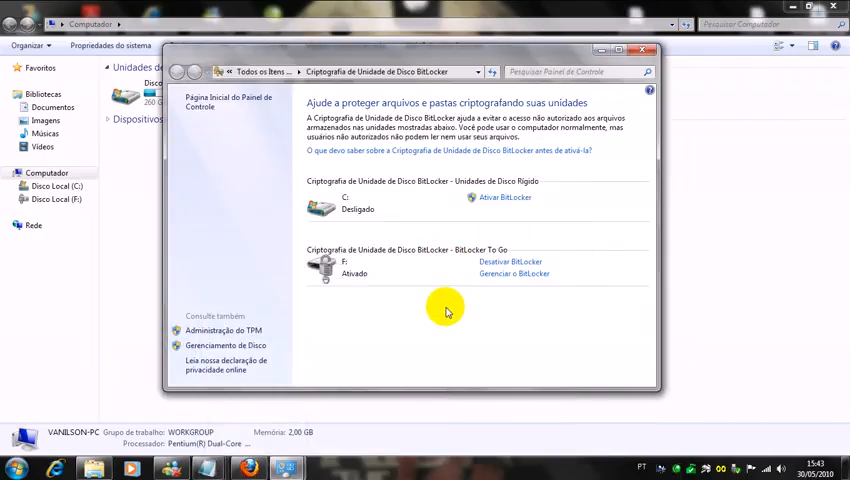 Computador
Pesquisar Computador
Organizar
Propriedades do sistema
Favoritos
Bibliotecas
Documentos
Imagens
Músicas
Vídeos
Computador
Disco Local (C:)
Disco Local (F:)
Rede
Unidades de
Disco
260 G
Dispositivos
Todos os Itens ...
Criptografia de Unidade de Disco BitLocker
Pesquisar Painel de Controle
Página Inicial do Painel de
Controle
Ajude a proteger arquivos e pastas criptografando suas unidades
A Criptografia de Unidade de Disco BitLocker ajuda a evitar o acesso não autorizado aos arquivos
armazenados nas unidades mostradas abaixo. Você pode usar o computador normalmente, mas
usuários não autorizados não podem ler nem usar seus arquivos.
O que devo saber sobre a Criptografia de Unidade de Disco BitLocker antes de ativá-la?
Criptografia de Unidade de Disco BitLocker - Unidades de Disco Rígido
C:
Desligado
Ativar BitLocker
Criptografia de Unidade de Disco BitLocker - BitLocker To Go
F:
Ativado
Desativar BitLocker
Gerenciar o BitLocker
Consulte também
Administração do TPM
Gerenciamento de Disco
Leia nossa declaração de
privacidade online
VANILSON-PC Grupo de trabalho: WORKGROUP Memória: 2,00 GB
Processador: Pentium(R) Dual-Core ...
PT
15:43
30/05/2010